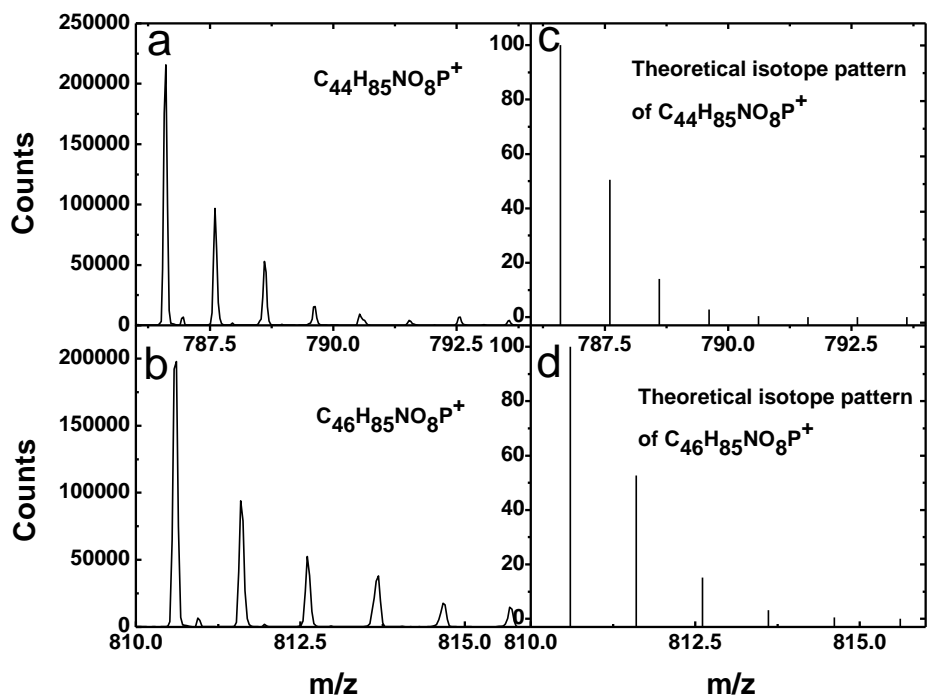 250000
200000
150000
100000
50000
0
Counts
a
C44H85NO8P+
787.5 790.0 792.5
100
80
60
40
20
0
c
Theoretical isotope pattern
of C44H85NO8P+
787.5 790.0 792.5
200000
150000
100000
50000
0
Counts
b
C46H85NO8P+
810.0 812.5 815.0
m/z
100
80
60
40
20
0
d
Theoretical isotope pattern
of C46H85NO8P+
810.0 812.5 815.0
m/z